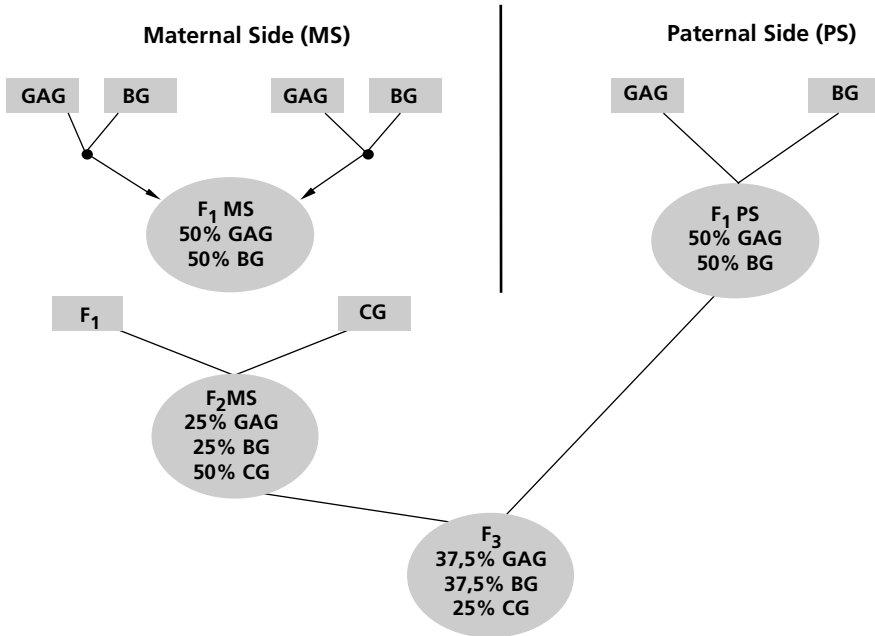 Maternal Side (MS)
Paternal Side (PS)
GAG
BG
GAG
BG
GAG
BG
F1 MS
50% GAG
50% BG
F1 PS
50% GAG
50% BG
F1
CG
F2MS
25% GAG
25% BG
50% CG
F3
37,5% GAG
37,5% BG
25% CG